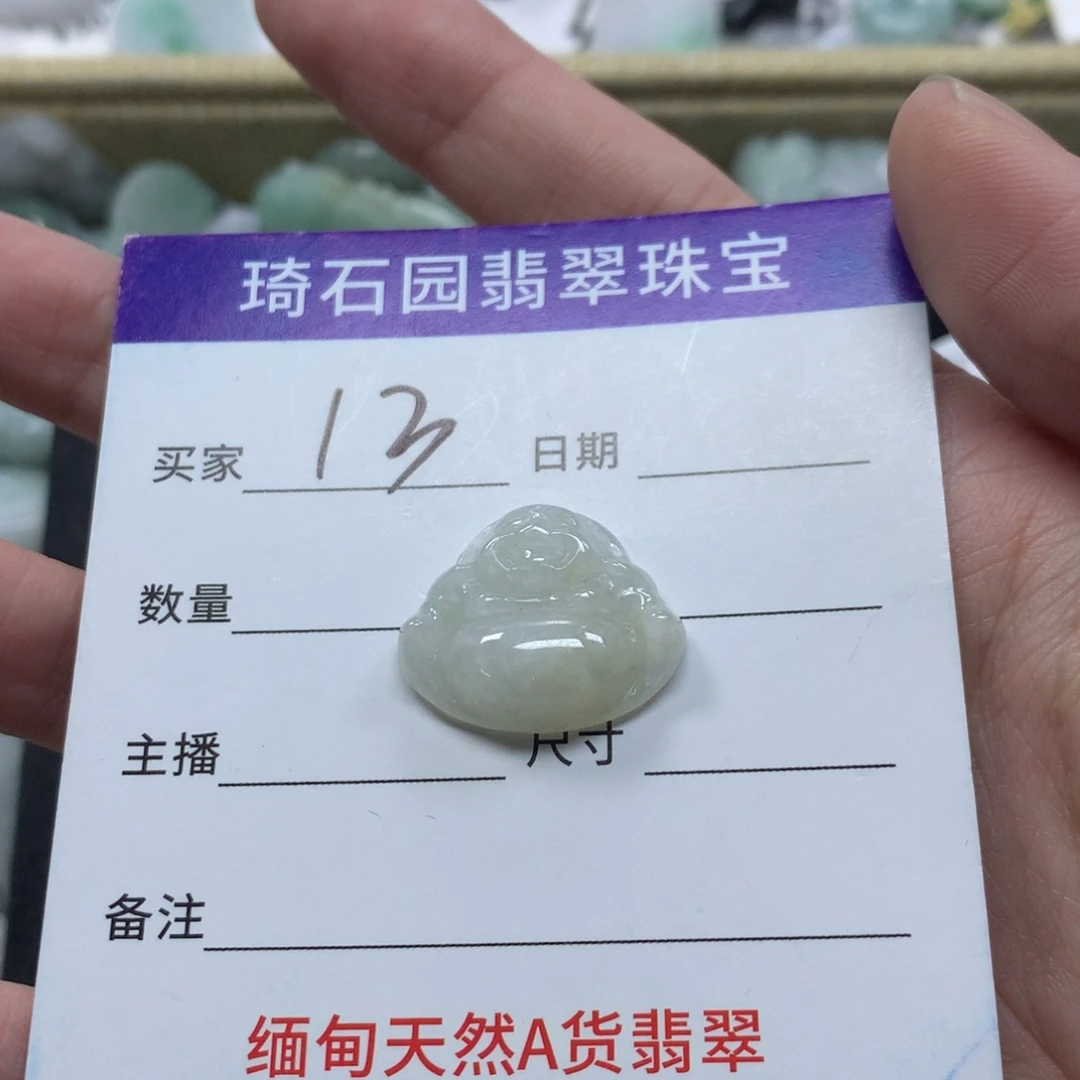 琦石园翡翠珠宝
买家 13 日期
数量
主播 尺寸
备注
缅甸天然A货翡翠